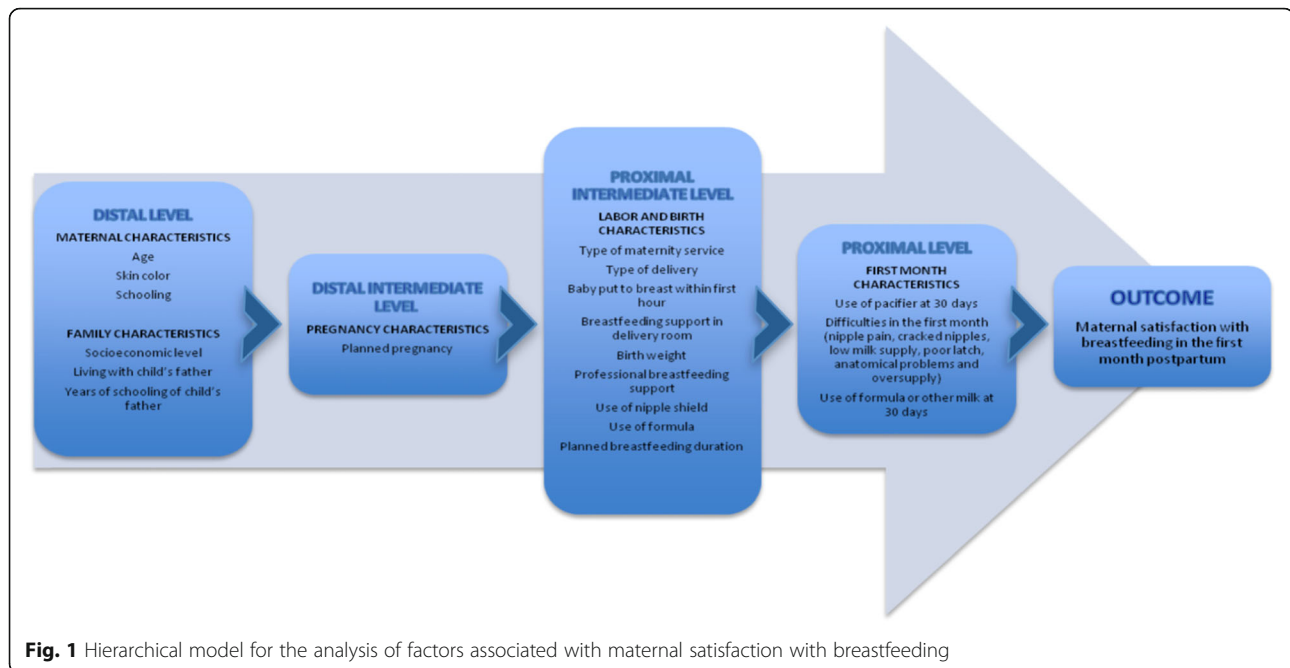 DISTAL LEVEL
MATERNAL CHARACTERISTICS
Age
Skin color
Schooling
FAMILY CHARACTERISTICS
Socioeconomic level
Living with child's father
Years of schooling of child's
father
DISTAL INTERMEDIATE
LEVEL
PREGNANCY CHARACTERISTICS
Planned pregnancy
PROXIMAL
INTERMEDIATE LEVEL
LABOR AND BIRTH
CHARACTERISTICS
Type of maternity service
Type of delivery
Baby put to breast within first
hour
Breastfeeding support in
delivery room
Birth weight
Professional breastfeeding
support
Use of nipple shield
Use of formula
Planned breastfeeding duration
PROXIMAL LEVEL
FIRST MONTH
CHARACTERISTICS
Use of pacifier at 30 days
Difficulties in the first month
(nipple pain, cracked nipples,
low milk supply, poor latch,
anatomical problems and
oversupply)
Use of formula or other milk at
30 days
OUTCOME
Maternal satisfaction with
breastfeeding in the first
month postpartum
Fig. 1 Hierarchical model for the analysis of factors associated with maternal satisfaction with breastfeeding